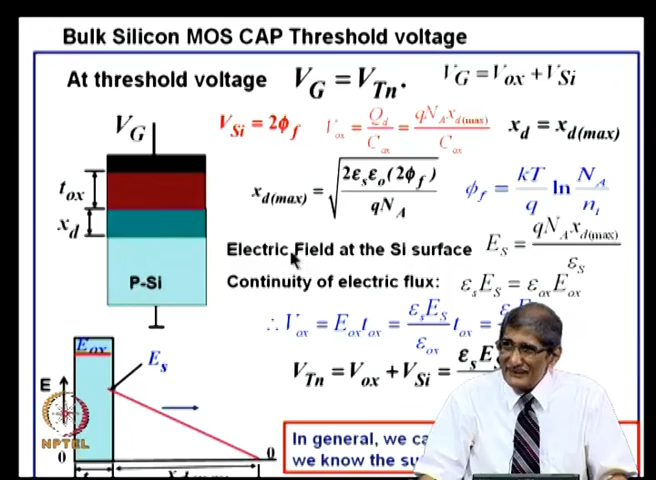 Bulk Silicon MOS CAP Threshold voltage
At threshold voltage V_G = V_Tn. V_G = V_ox + V_Si
V_G V_Si = 2ϕ_f V_ox = Q_d / C_ox = qN_A x_d(max) / C_ox x_d = x_d(max)
t_ox x_d(max) = √(2ε_s ε_o (2ϕ_f) / qN_A) ϕ_f = kT / q ln N_A / n_i
x_d
Electric Field at the Si surface E_s = qN_A x_d(max) / ε_s
P-Si Continuity of electric flux: ε_s E_S = ε_ox E_ox
∴ V_ox = E_ox t_ox = ε_s E_S / ε_ox t_ox =
E_ox E_s
V_Tn = V_ox + V_Si = ε_s E
E
NPTEL
In general, we ca
0 0 we know the su